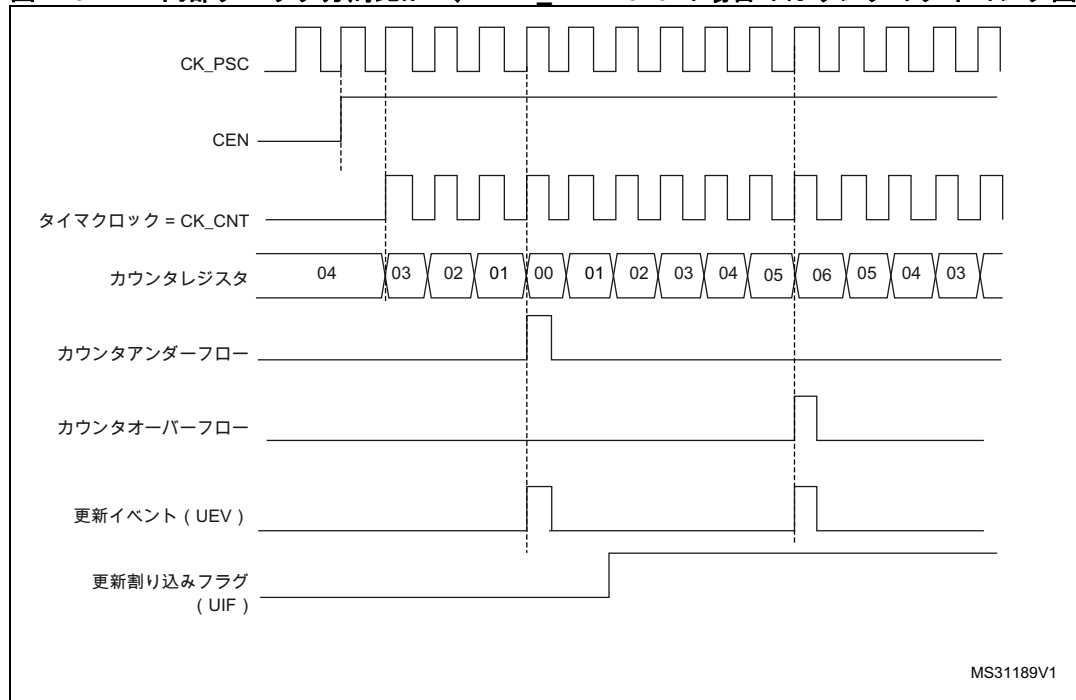 CK_PSC
CEN
タイマクロック = CK_CNT
カウンタレジスタ 04 03 02 01 00 01 02 03 04 05 06 05 04 03
カウンタアンダーフロー
カウンタオーバーフロー
更新イベント ( UEV )
更新割り込みフラグ
( UIF )
MS31189V1